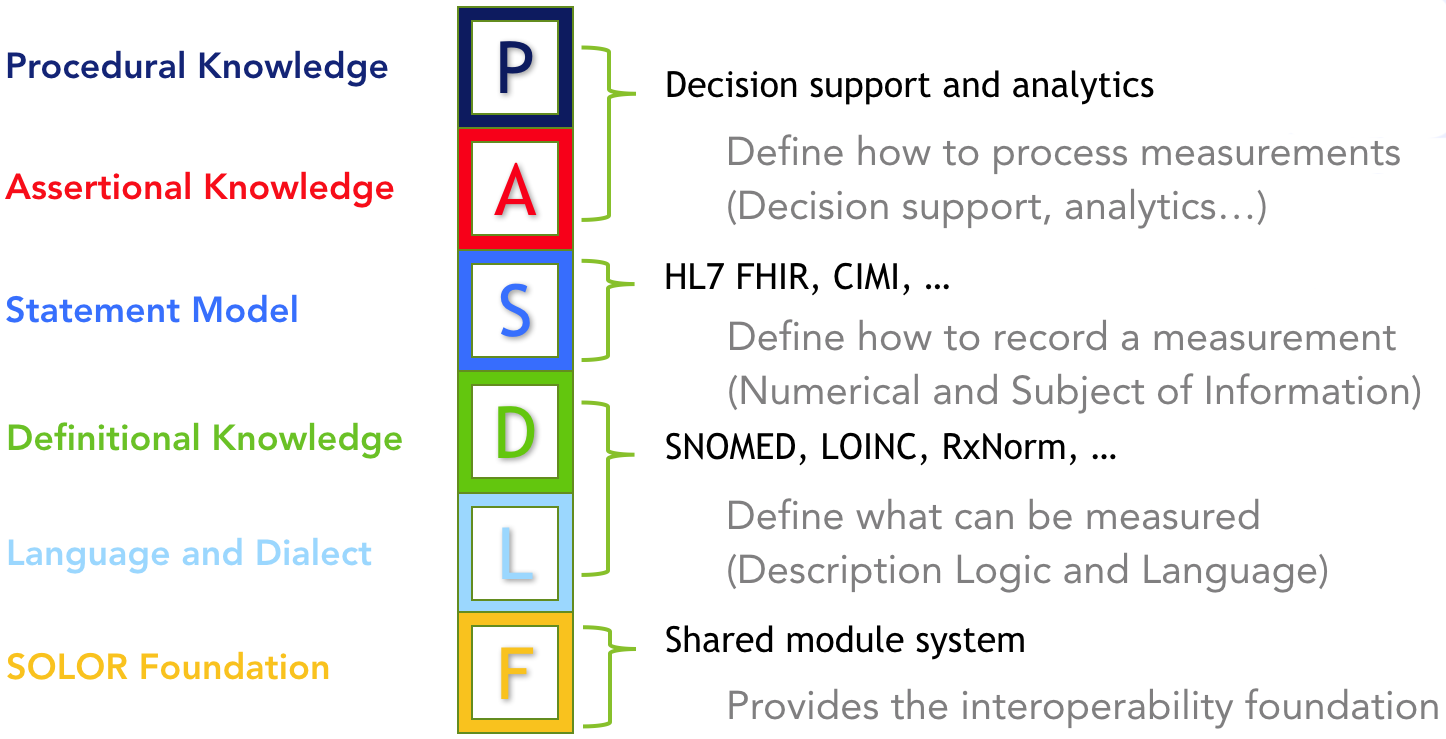 Procedural Knowledge
P
Decision support and analytics
Define how to process measurements
(Decision support, analytics…)
Assertional Knowledge
A
Statement Model
S
HL7 FHIR, CIMI, …
Define how to record a measurement
(Numerical and Subject of Information)
Definitional Knowledge
D
SNOMED, LOINC, RxNorm, …
Define what can be measured
(Description Logic and Language)
Language and Dialect
L
SOLOR Foundation
F
Shared module system
Provides the interoperability foundation